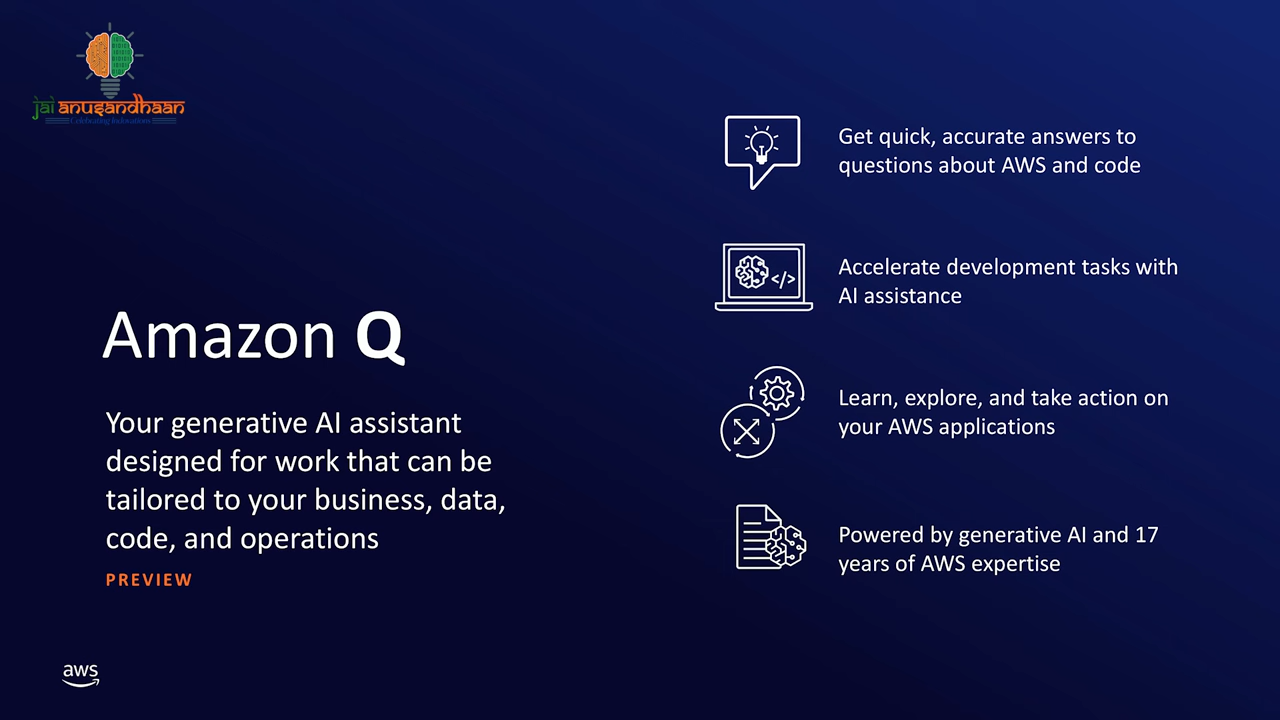 jai anusandhaan
Celebrating Innovations
Amazon Q
Your generative AI assistant
designed for work that can be
tailored to your business, data,
code, and operations
PREVIEW
aws
Get quick, accurate answers to
questions about AWS and code
</>
Accelerate development tasks with
AI assistance
Learn, explore, and take action on
your AWS applications
Powered by generative AI and 17
years of AWS expertise